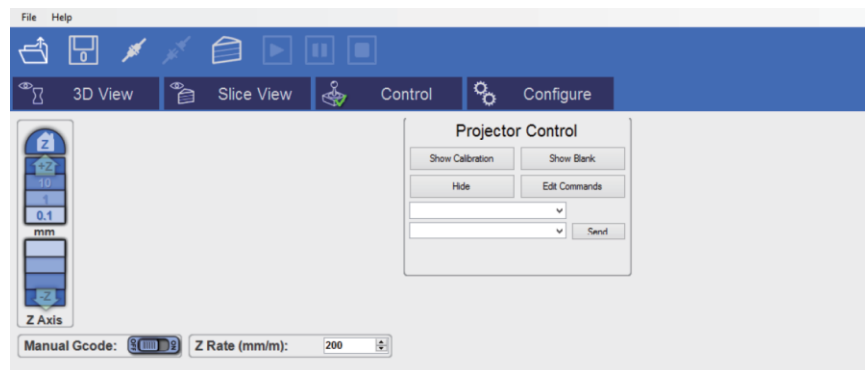 File Help
3D View Slice View Control Configure
Z
+Z
10
1
0.1
mm
-Z
Z Axis
Projector Control
Show Calibration Show Blank
Hide Edit Commands
Send
Manual Gcode: Z Rate (mm/m): 200